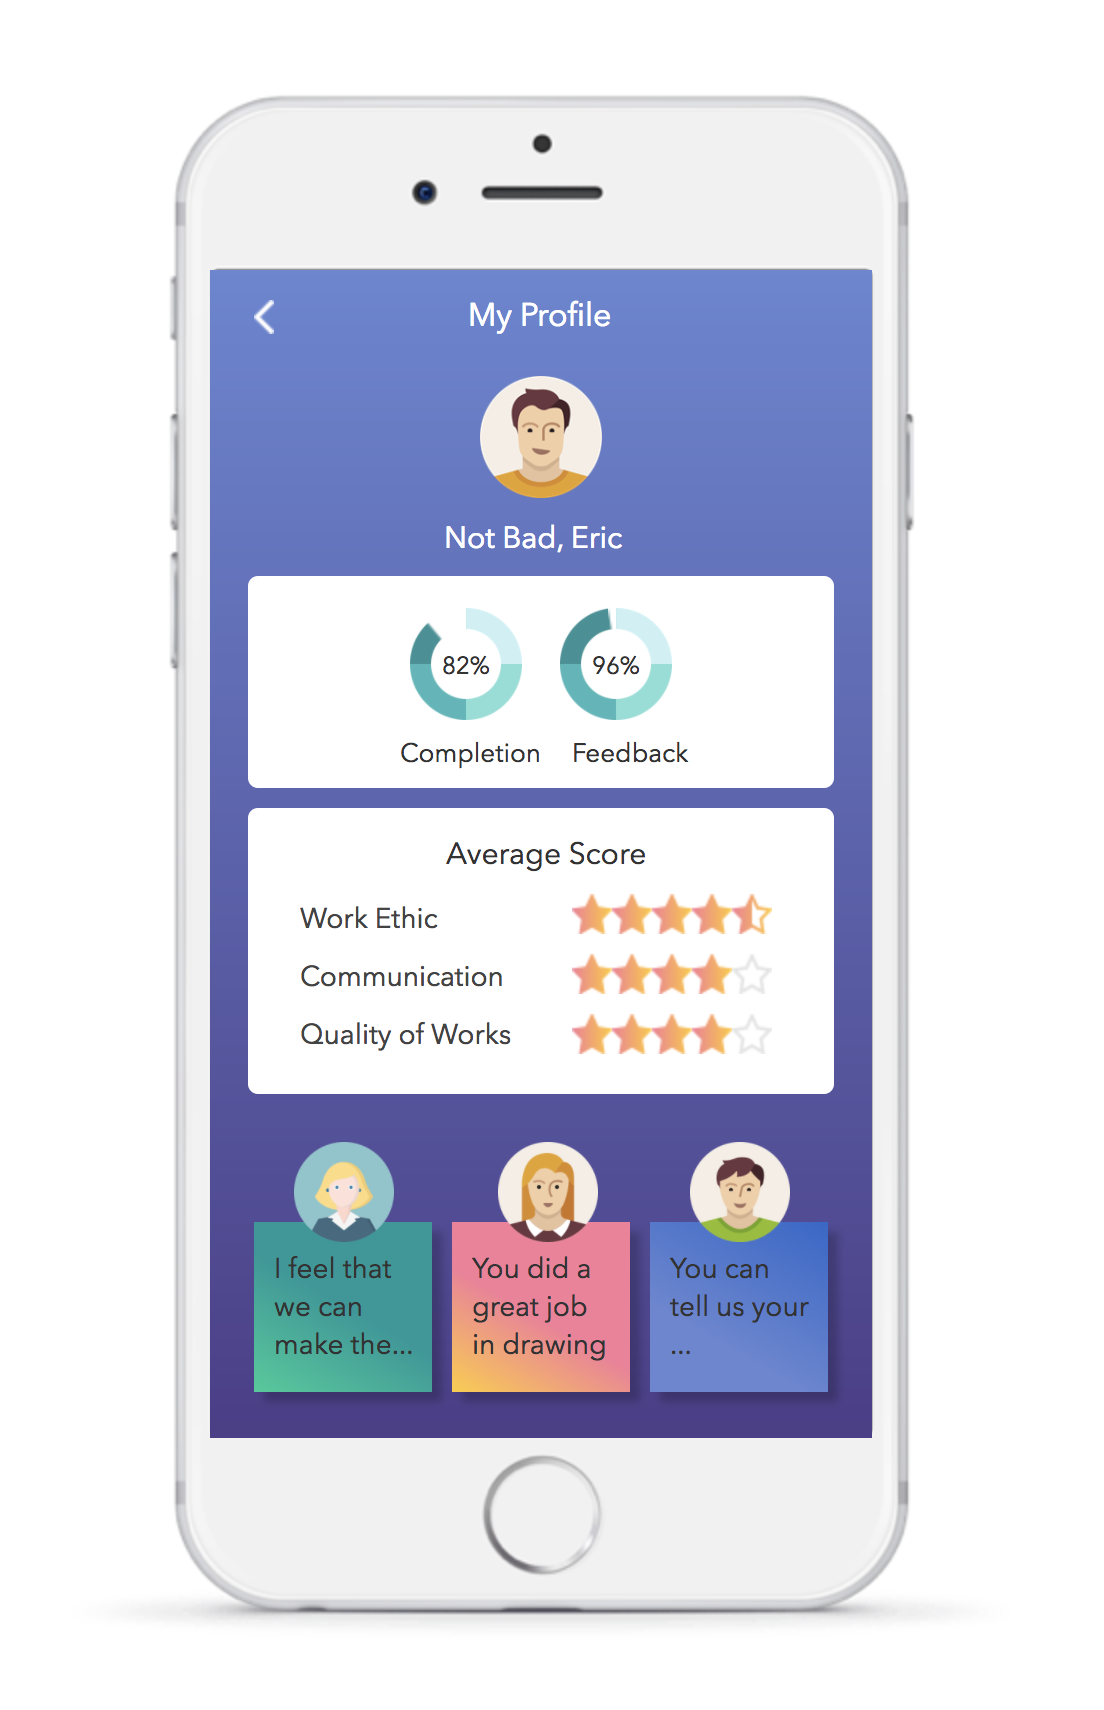 My Profile
Not Bad, Eric
82% 96%
Completion Feedback
Average Score
Work Ethic
Communication
Quality of Works
I feel that
we can
make the...
You did a
great job
in drawing
You can
tell us your
...